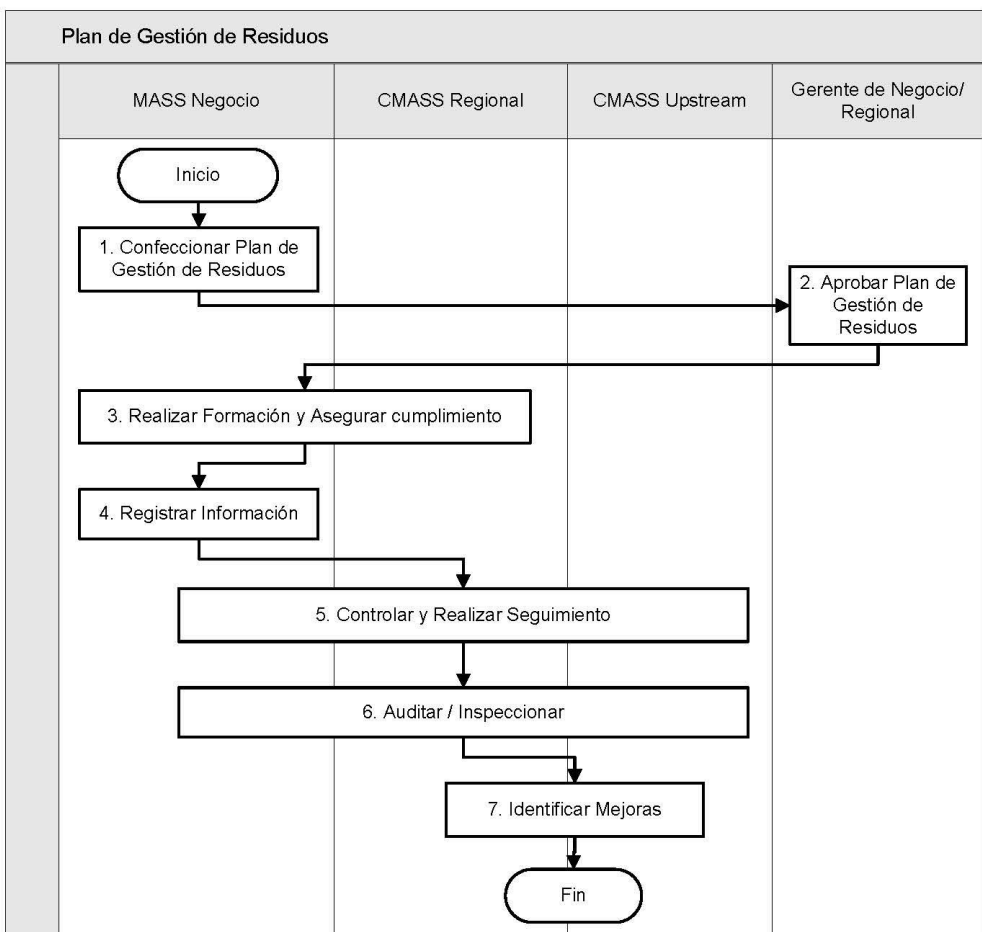 Plan de Gestión de Residuos
MASS Negocio
CMASS Regional
CMASS Upstream
Gerente de Negocio/
Regional
Inicio
1. Confeccionar Plan de
Gestión de Residuos
2. Aprobar Plan de
Gestión de
Residuos
3. Realizar Formación y Asegurar cumplimiento
4. Registrar Información
5. Controlar y Realizar Seguimiento
6. Auditar / Inspeccionar
7. Identificar Mejoras
Fin